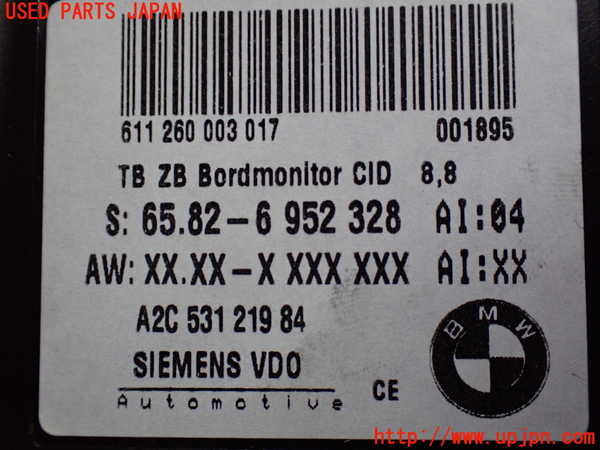 USED PARTS JAPAN
611 260 003 017 001895
TB ZB Bordmonitor CID 8,8
S: 65.82-6 952 328 AI:04
AW: XX.XX-X XXX XXX AI:XX
A2C 531 219 84
BMW
SIEMENS VDO
CE
Automotive
http://www.upjpn.com/